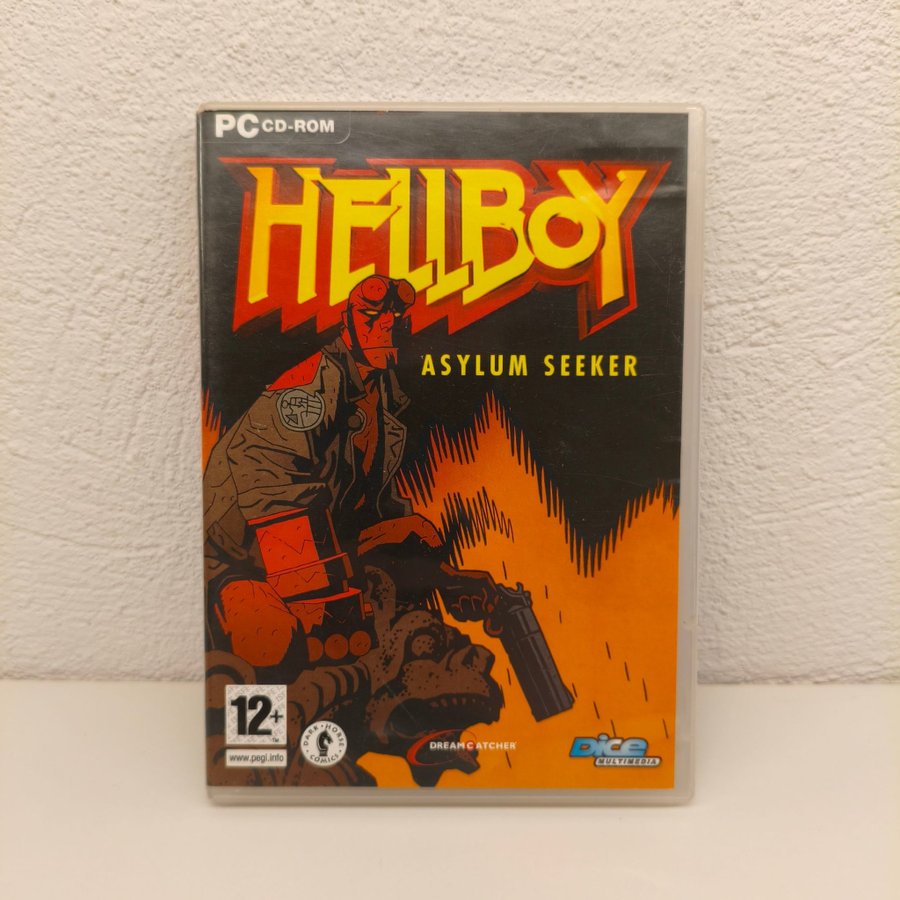 PC CD-ROM
HELLBOY
ASYLUM SEEKER
12+
www.pegi.info
DARK HORSE COMICS
DREAMCATCHER
Dice
MULTIMEDIA